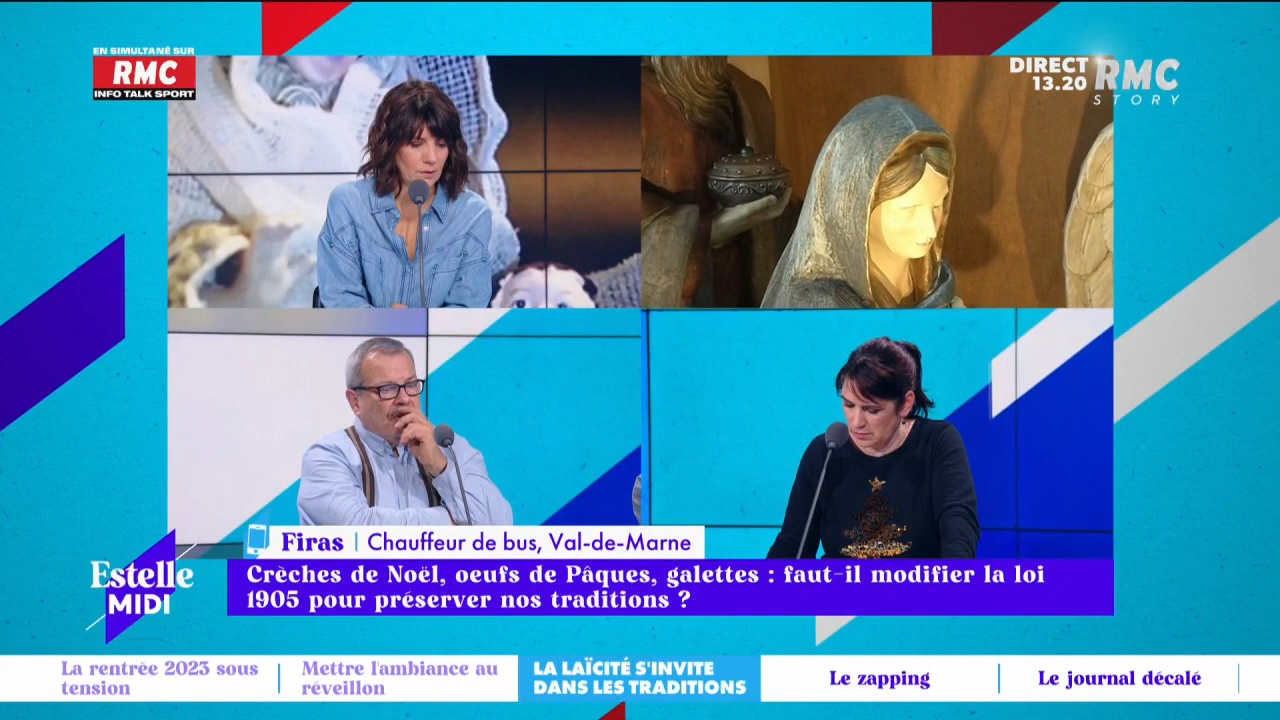 EN SIMULTANÉ SUR
RMC
INFO TALK SPORT
DIRECT
13.20
RMC
STORY
Firas | Chauffeur de bus, Val-de-Marne
Estelle
MIDI
Crèches de Noël, oeufs de Pâques, galettes : faut-il modifier la loi
1905 pour préserver nos traditions ?
La rentrée 2023 sous
tension
Mettre l'ambiance au
réveillon
LA LAÏCITÉ S'INVITE
DANS LES TRADITIONS
Le zapping
Le journal décalé